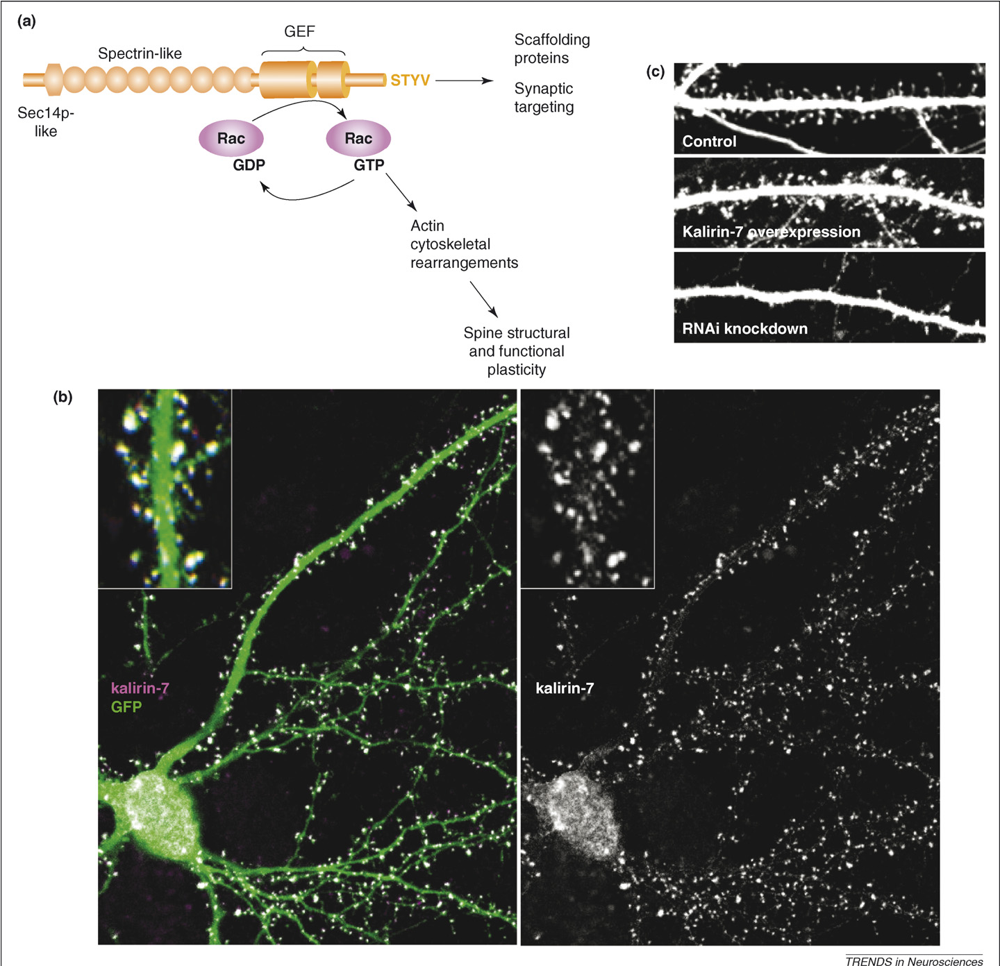 (a)
GEF
Spectrin-like
STYV
Sec14p-
like
Rac
GDP
Rac
GTP
Scaffolding
proteins
Synaptic
targeting
Actin
cytoskeletal
rearrangements
Spine structural
and functional
plasticity
(c)
Control
Kalirin-7 overexpression
RNAi knockdown
(b)
kalirin-7
GFP
kalirin-7
TRENDS in Neurosciences